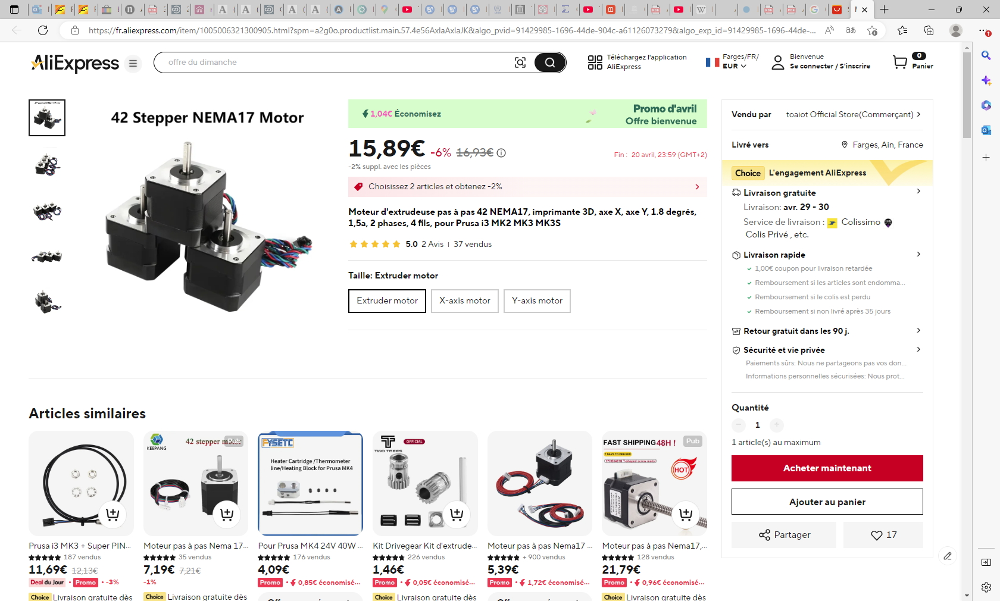 https://fr.aliexpress.com/item/1005006321300905.html?spm=a2g0o.productlist.main.57.4e56AxlaAxlaJK&algo_pvid=91429985-1696-44de-904c-a61126073279&algo_exp_id=91429985-1696-44de-...
AliExpress
offre du dimanche
Téléchargez l'application
AliExpress
Farges/FR/
EUR
Bienvenue
Se connecter / S'inscrire
0
Panier
42 Stepper NEMA17 Motor
1,04€ Économisez
Promo d'avril
Offre bienvenue
15,89€ -6% 16,93€
Fin : 20 avril, 23:59 (GMT+2)
-2% suppl. avec les pièces
Choisissez 2 articles et obtenez -2%
Moteur d'extrudeuse pas à pas 42 NEMA17, imprimante 3D, axe X, axe Y, 1.8 degrés,
1,5a, 2 phases, 4 fils, pour Prusa i3 MK2 MK3 MK3S
5.0 2 Avis | 37 vendus
Taille: Extruder motor
Extruder motor
X-axis motor
Y-axis motor
Vendu par
toaiot Official Store(Commerçant)
Livré vers
Farges, Ain, France
Choice L'engagement AliExpress
Livraison gratuite
Livraison: avr. 29 - 30
Service de livraison : Colissimo
Colis Privé , etc.
Livraison rapide
1,00€ coupon pour livraison retardée
Remboursement si les articles sont endomma...
Remboursement si le colis est perdu
Remboursement si non livré après 35 jours
Retour gratuit dans les 90 j.
Sécurité et vie privée
Paiements sûrs: Nous ne partageons pas vos don...
Informations personnelles sécurisées: Nous prot...
Quantité
1
1 article(s) au maximum
Acheter maintenant
Ajouter au panier
Partager
17
Articles similaires
Prusa i3 MK3 + Super PIN...
187 vendus
11,69€ 12,13€
Deal du Jour • Promo • -3%
Choice Livraison gratuite dès
KEEPANG
42 stepper motor
Pub
Moteur pas à pas Nema 17...
35 vendus
7,19€ 7,21€
-1%
Choice Livraison gratuite dès
FYSETC
Heater Cartridge /Thermometer
line/Heating Block for Prusa MK4
Pour Prusa MK4 24V 40W ...
176 vendus
4,09€
Promo • 0,85€ économisé...
TWO TREES
OFFICIAL
Kit Drivegear Kit d'extrude...
226 vendus
1,46€
Promo • 0,05€ économisé...
Choice Livraison gratuite dès
Moteur pas à pas Nema17 ...
+ 900 vendus
5,39€
Promo • 1,72€ économisé...
FAST SHIPPING 48H !
Pub
7 DAYS TO DELIVER
17HS3401S T-shaped screw motor
HOT
Moteur pas à pas Nema17,...
128 vendus
21,79€
Promo • 0,96€ économisé...
Choice Livraison gratuite dès